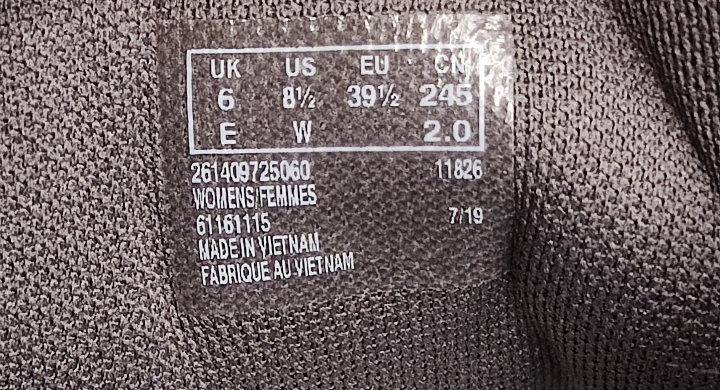 UK US EU CN
6 8½ 39½ 245
E W 2.0
261409725060 11826
WOMENS/FEMMES
61161115 7/19
MADE IN VIETNAM
FABRIQUE AU VIETNAM